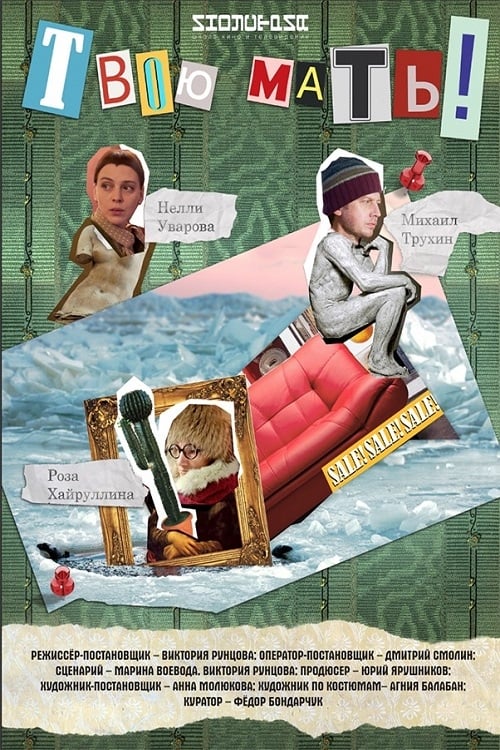 ТВОЮ МАТЬ!
Нелли
Уварова
Михаил
Трухин
SALE! SALE! SALE!
Роза
Хайруллина
РЕЖИССЁР-ПОСТАНОВЩИК – ВИКТОРИЯ РУНЦОВА; ОПЕРАТОР-ПОСТАНОВЩИК – ДМИТРИЙ СМОЛИН;
СЦЕНАРИЙ – МАРИНА ВОЕВОДА, ВИКТОРИЯ РУНЦОВА; ПРОДЮСЕР – ЮРИЙ ЯРУШНИКОВ;
ХУДОЖНИК-ПОСТАНОВЩИК – АННА МОЛЮКОВА; ХУДОЖНИК ПО КОСТЮМАМ– АГНИЯ БАЛАБАН;
КУРАТОР – ФЁДОР БОНДАРЧУК